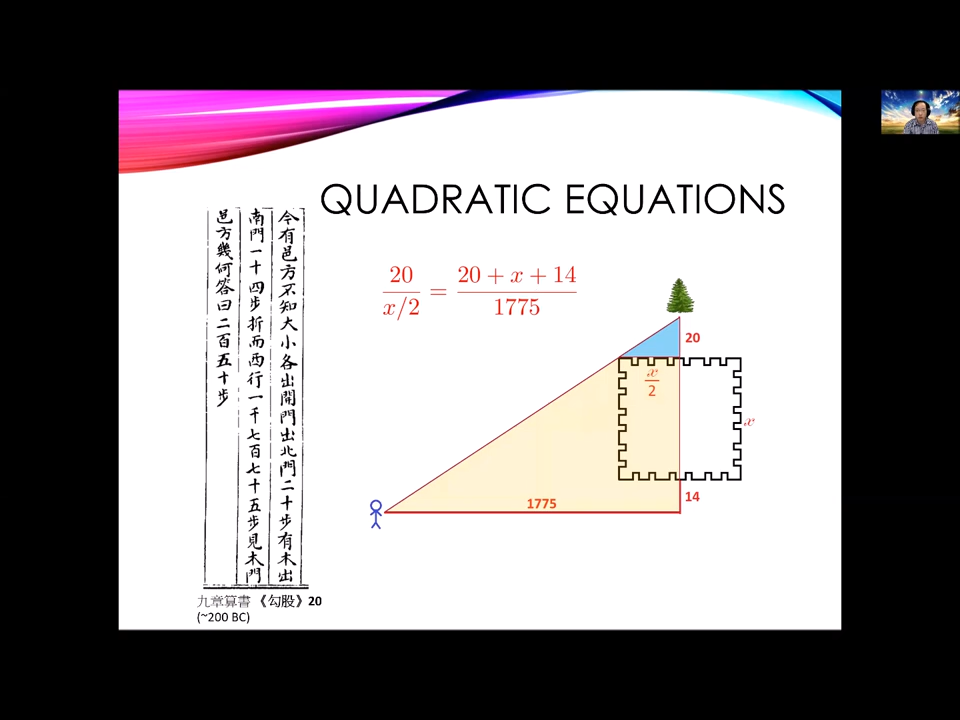 QUADRATIC EQUATIONS
今有邑方不知大小各出開門出北門二十步有木出
南門一十四步折而西行一千七百七十五步見木門
邑方幾何答曰二百五十步
20/(x/2) = (20 + x + 14)/1775
20
x/2
x
14
1775
九章算書《勾股》20
(~200 BC)